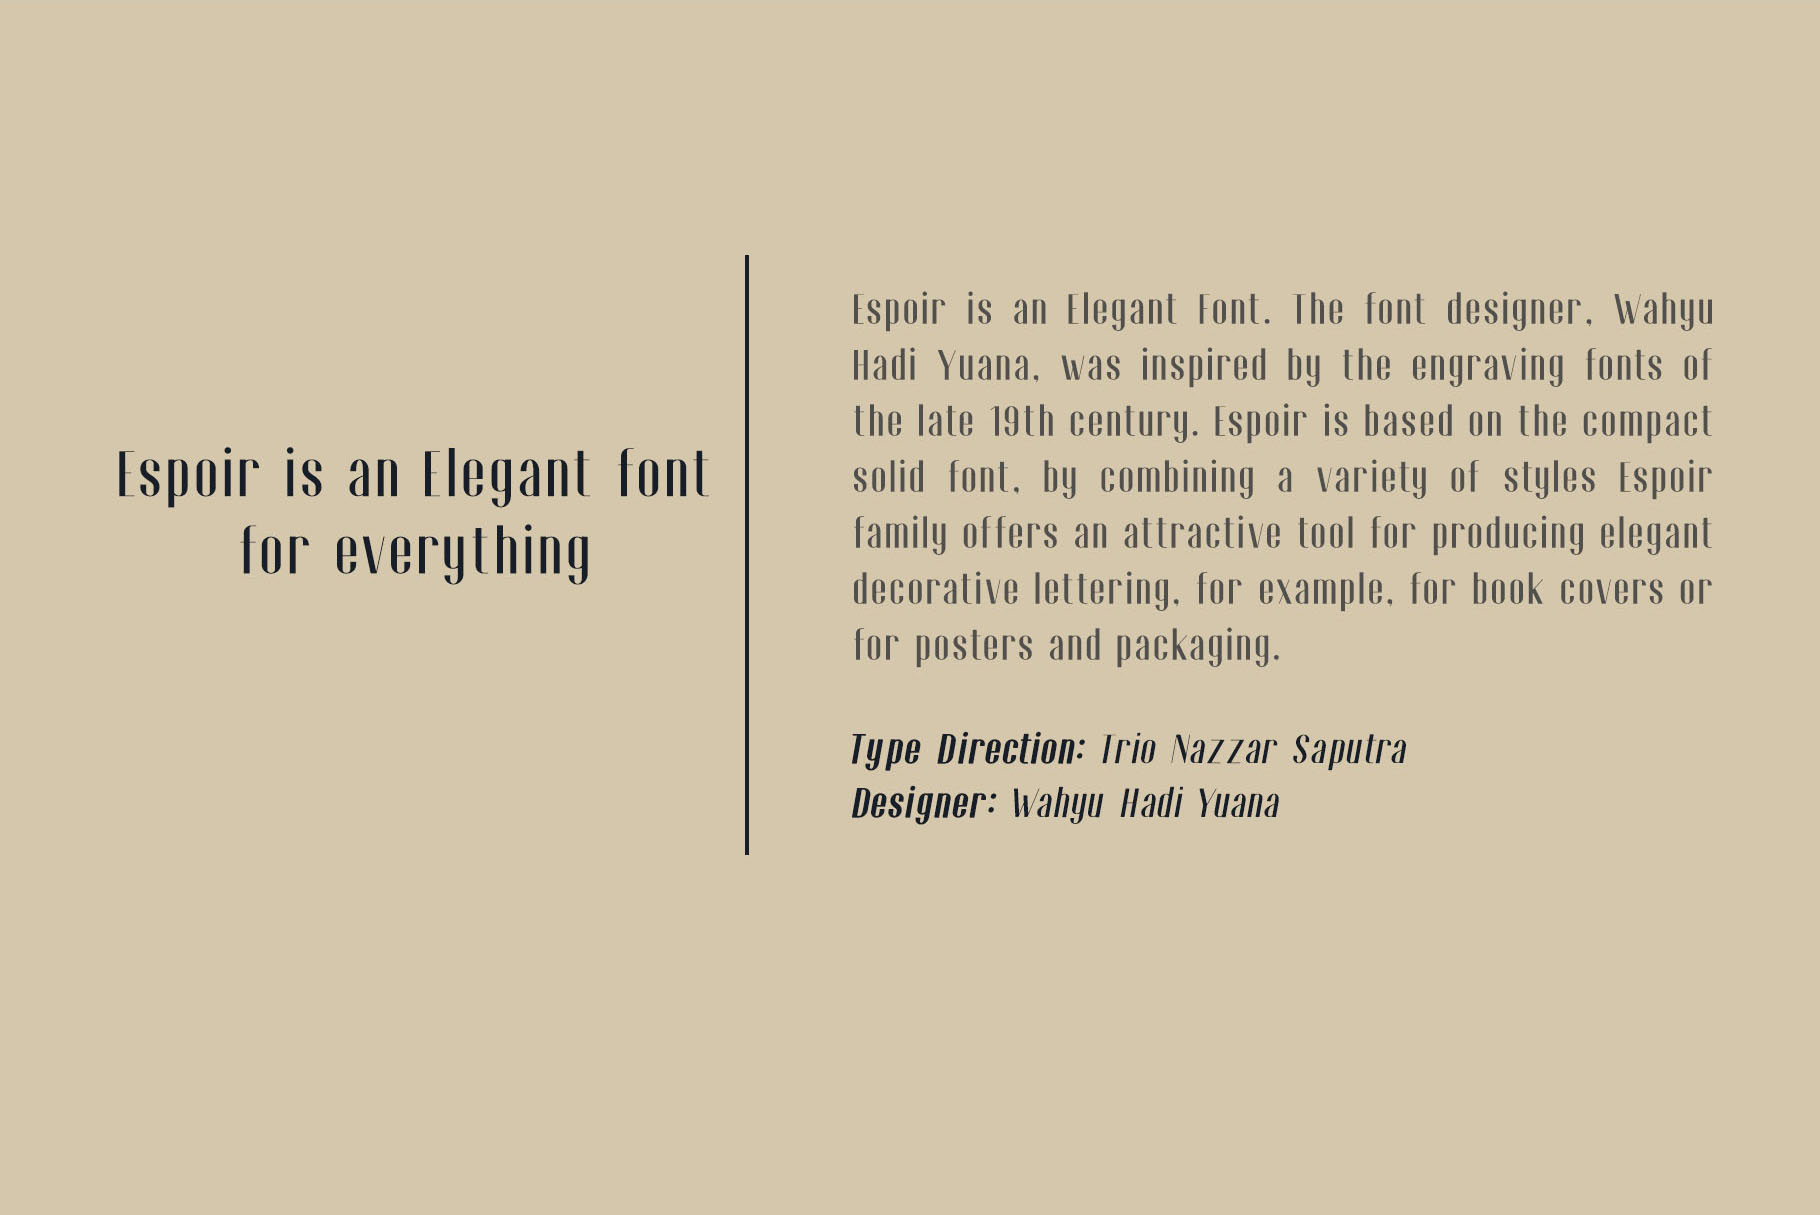 Espoir is an Elegant font
for everything
Espoir is an Elegant Font. The font designer, Wahyu
Hadi Yuana, was inspired by the engraving fonts of
the late 19th century. Espoir is based on the compact
solid font, by combining a variety of styles Espoir
family offers an attractive tool for producing elegant
decorative lettering, for example, for book covers or
for posters and packaging.
Type Direction: Trio Nazzar Saputra
Designer: Wahyu Hadi Yuana